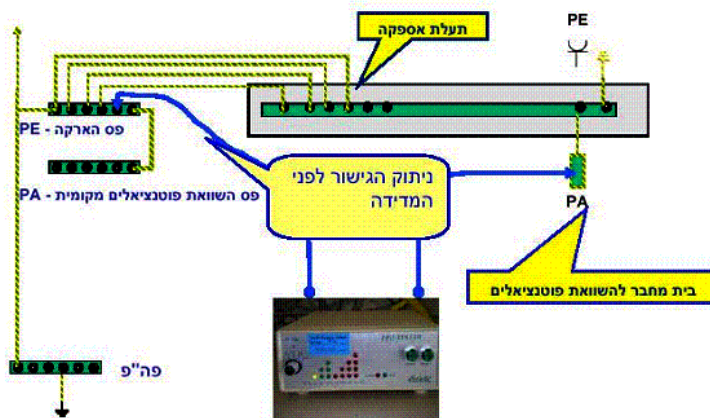 תעלת אספקה
PE
פס הארקה - PE
פס השוואת פוטנציאלים מקומית - PA
ניתוק הגישור לפני
המדידה
PA
בית מחבר להשוואת פוטנציאלים
פה"פ